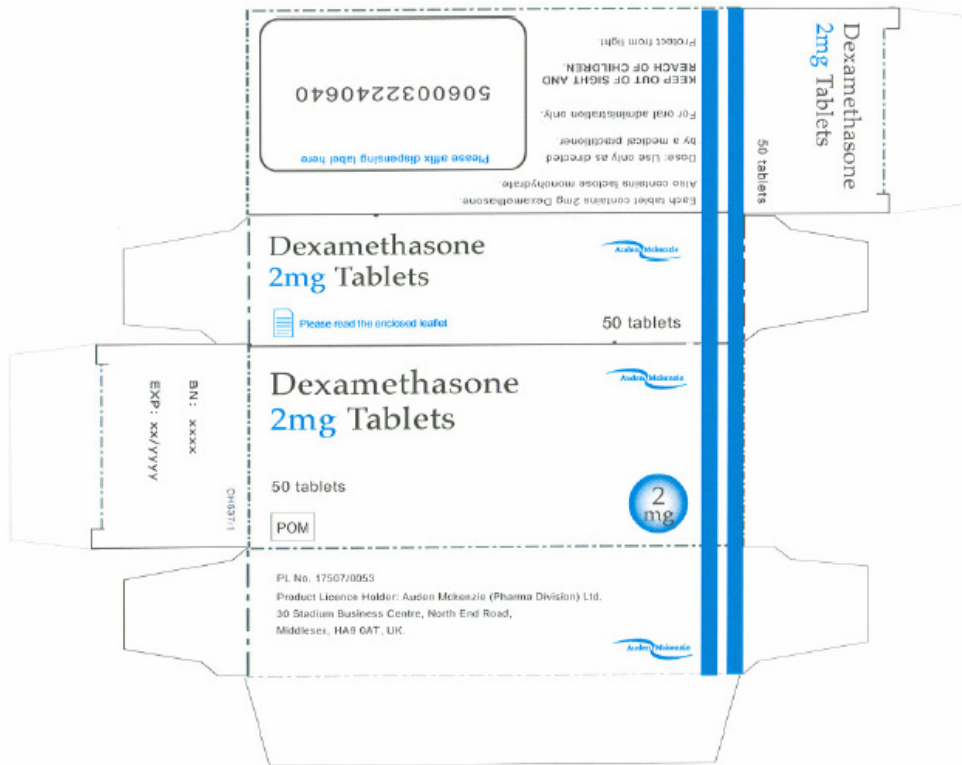 Each tablet contains 2mg Dexamethasone.
Also contains lactose monohydrate.
Dose: Use only as directed
by a medical practitioner.
For oral administration only.
KEEP OUT OF SIGHT AND
REACH OF CHILDREN.
Protect from light.
Please affix dispensing label here
5060032240640
Dexamethasone
2mg Tablets
50 tablets
Dexamethasone
2mg Tablets
Auden Mckenzie
Please read the enclosed leaflet
50 tablets
BN: xxxx
EXP: xx/yyyy
CH537/1
Dexamethasone
2mg Tablets
Auden Mckenzie
50 tablets
2
mg
POM
PL No. 17507/0053
Product Licence Holder: Auden Mckenzie (Pharma Division) Ltd.
30 Stadium Business Centre, North End Road,
Middlesex, HA9 0AT, UK
Auden Mckenzie